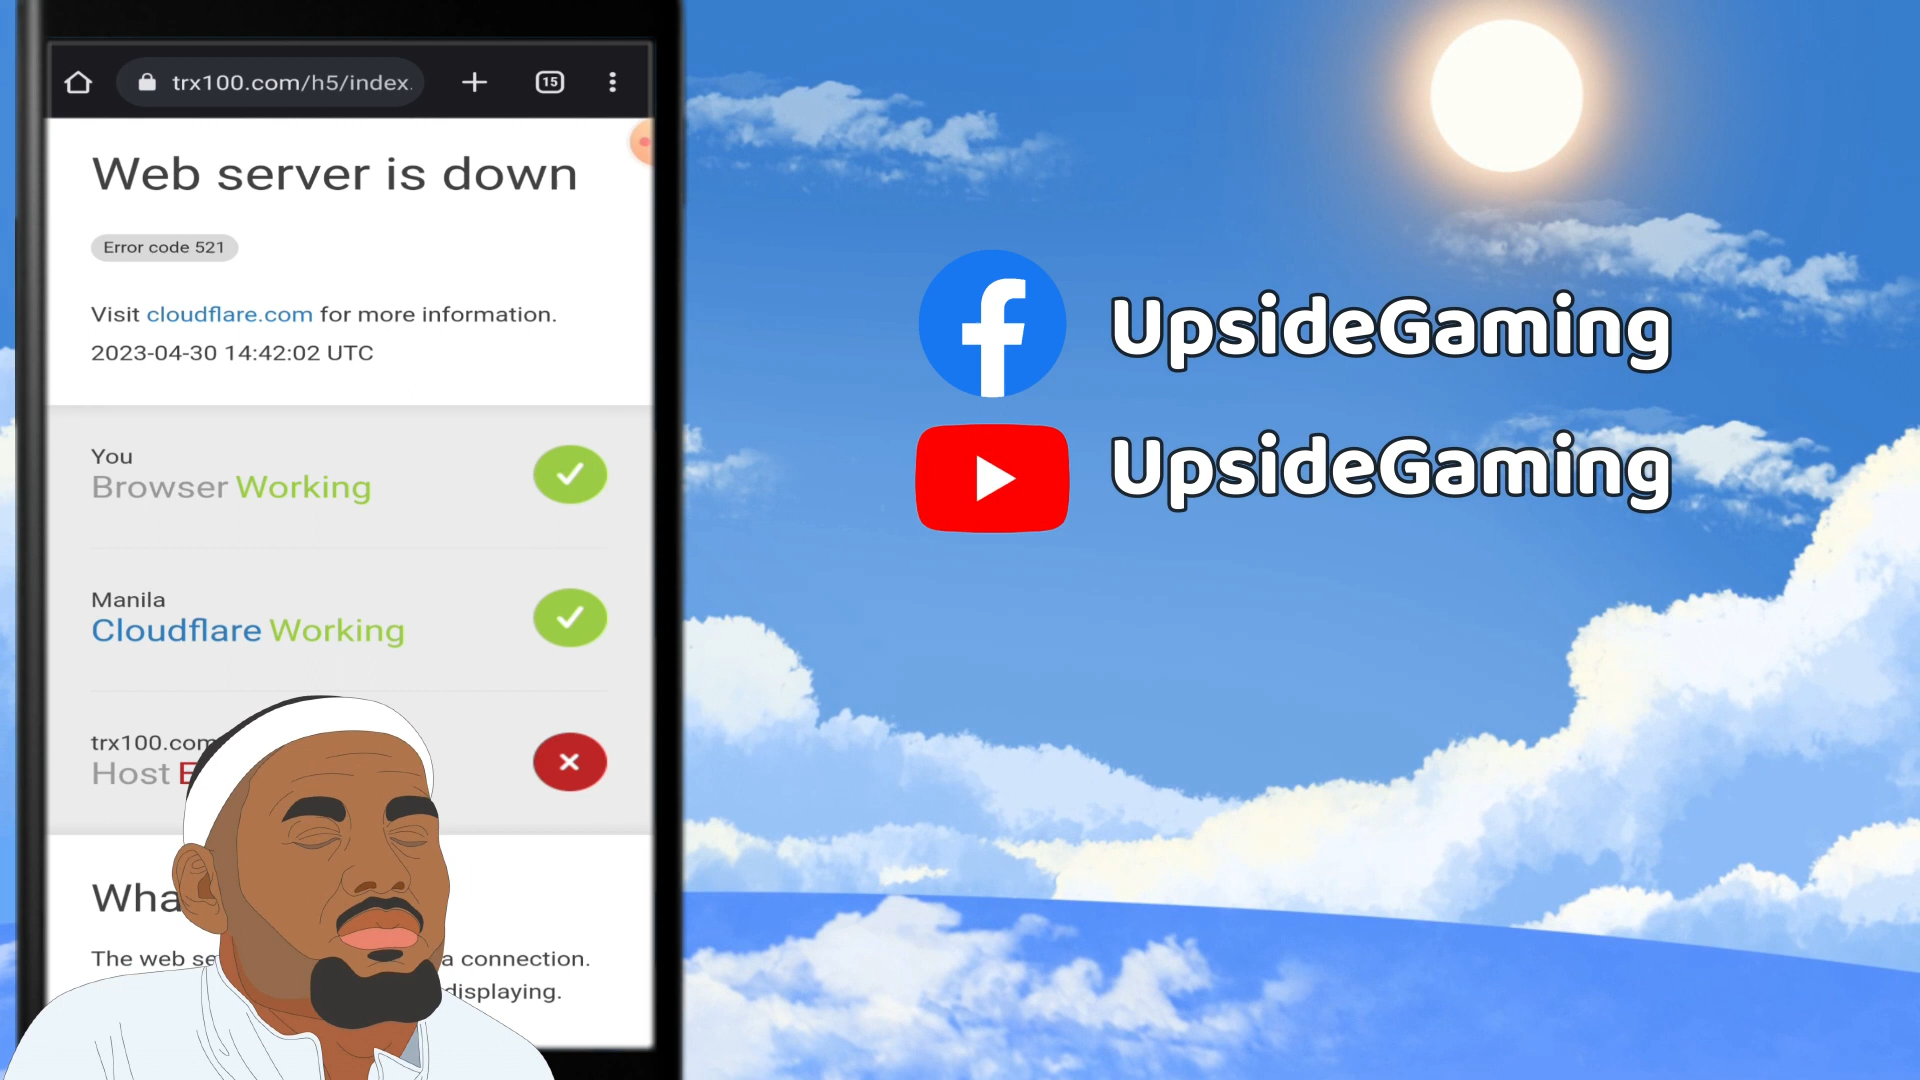 trx100.com/h5/index.
15
Web server is down
Error code 521
Visit cloudflare.com for more information.
2023-04-30 14:42:02 UTC
You
Browser Working
Manila
Cloudflare Working
trx100.com
Host
The web
a connection.
displaying.
UpsideGaming
UpsideGaming